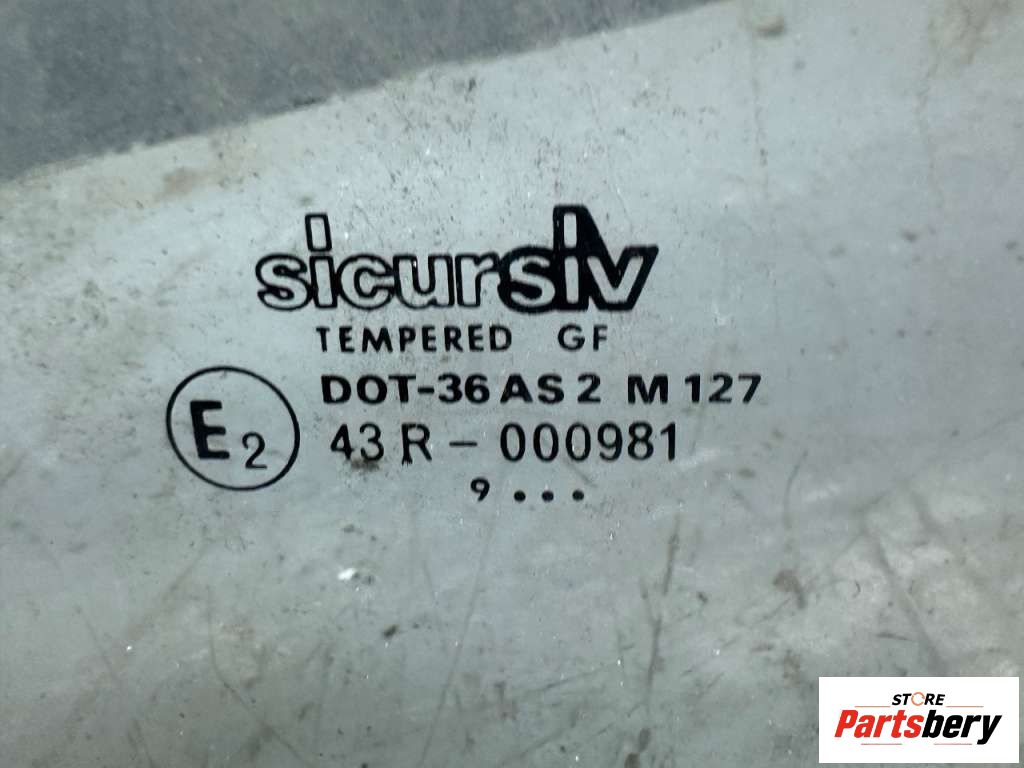 sicursiv
TEMPERED GF
DOT-36 AS 2 M 127
E2
43 R - 000981
9 ...
STORE
Partsbery